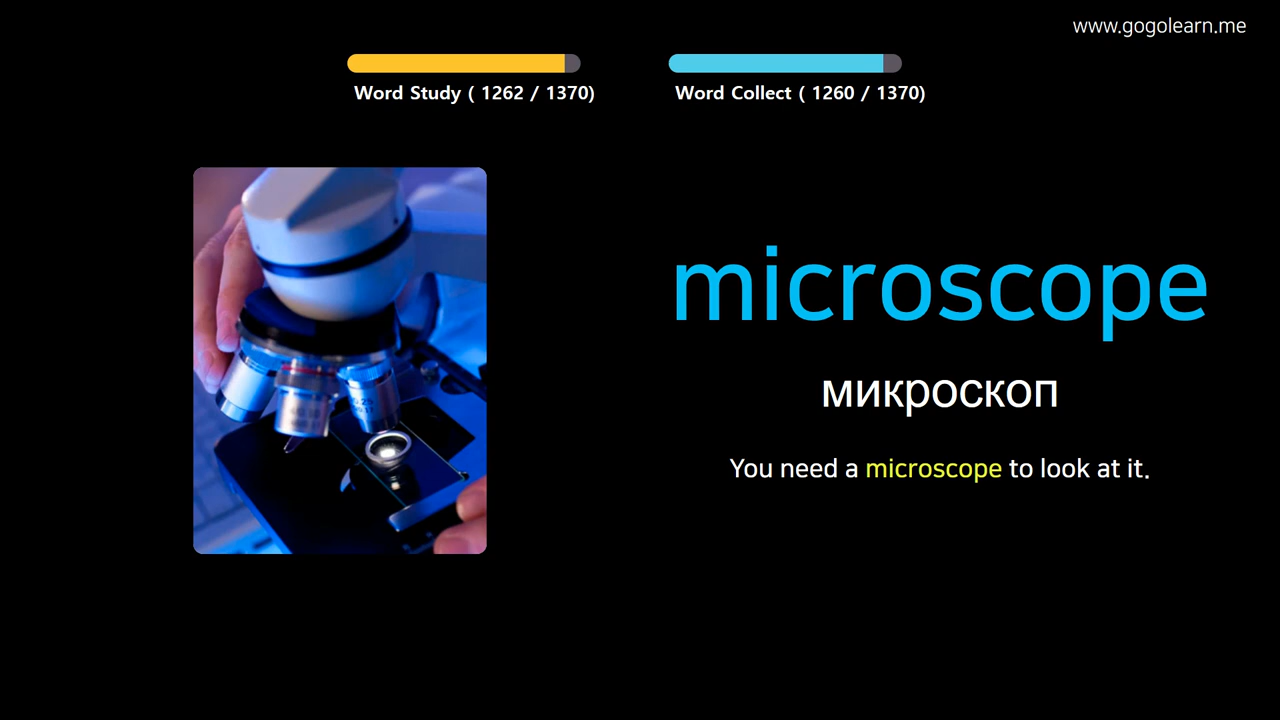 www.gogolearn.me
Word Study ( 1262 / 1370)
Word Collect ( 1260 / 1370)
microscope
микроскоп
You need a microscope to look at it.